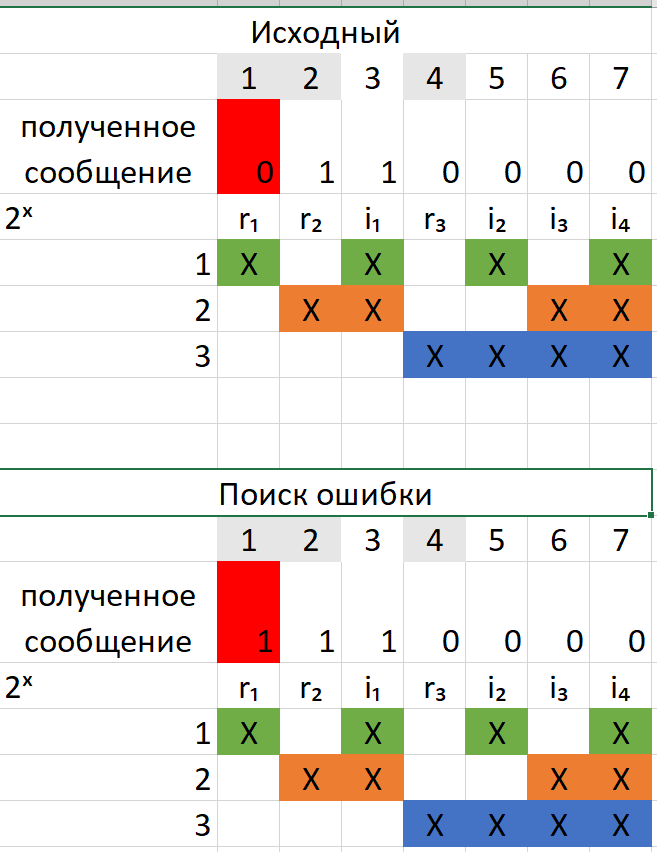 Исходный
1 2 3 4 5 6 7
полученное
сообщение 0 1 1 0 0 0 0
2ˣ r₁ r₂ i₁ r₃ i₂ i₃ i₄
1 X X X X
2 X X X X
3 X X X X
Поиск ошибки
1 2 3 4 5 6 7
полученное
сообщение 1 1 1 0 0 0 0
2ˣ r₁ r₂ i₁ r₃ i₂ i₃ i₄
1 X X X X
2 X X X X
3 X X X X